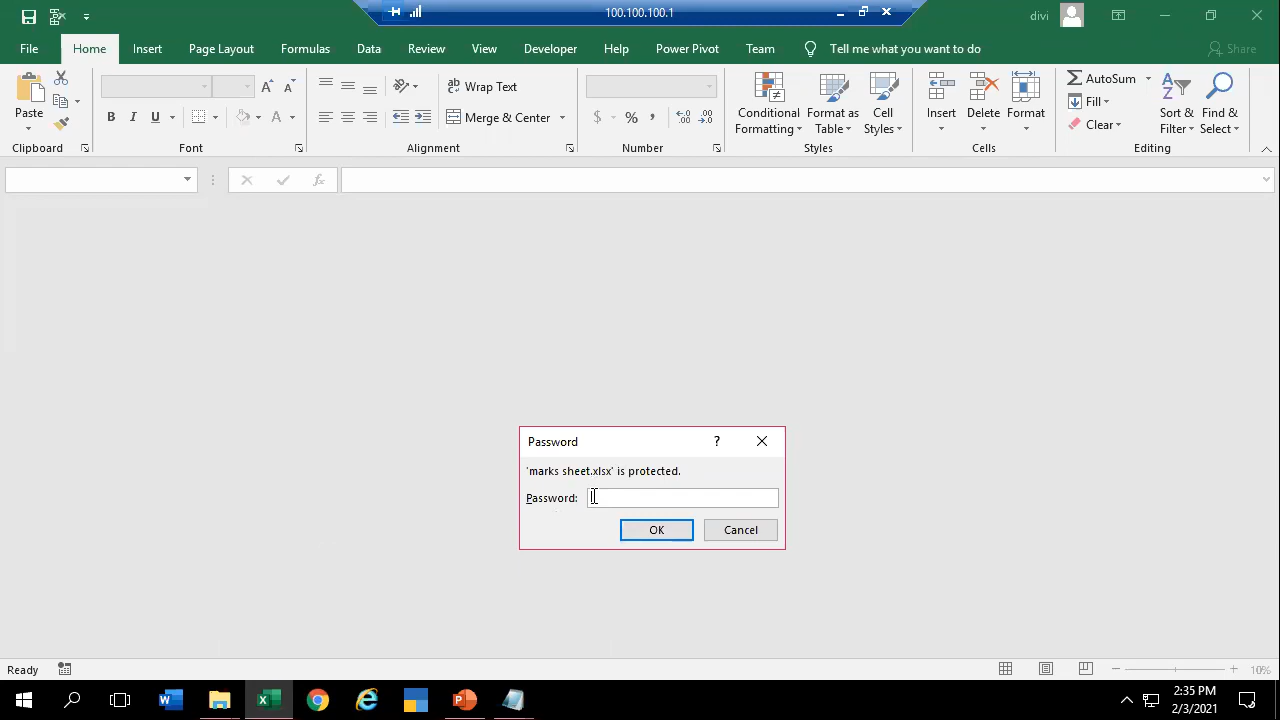 100.100.100.1
divi
File Home Insert Page Layout Formulas Data Review View Developer Help Power Pivot Team Tell me what you want to do Share
Paste
Wrap Text
Merge & Center
B I U
$ % ,
Conditional Formatting
Format as Table
Cell Styles
Insert
Delete
Format
AutoSum
Fill
Clear
Sort & Filter
Find & Select
Clipboard Font Alignment Number Styles Cells Editing
fx
Password ?
'marks sheet.xlsx' is protected.
Password:
OK Cancel
Ready
10%
2:35 PM
2/3/2021